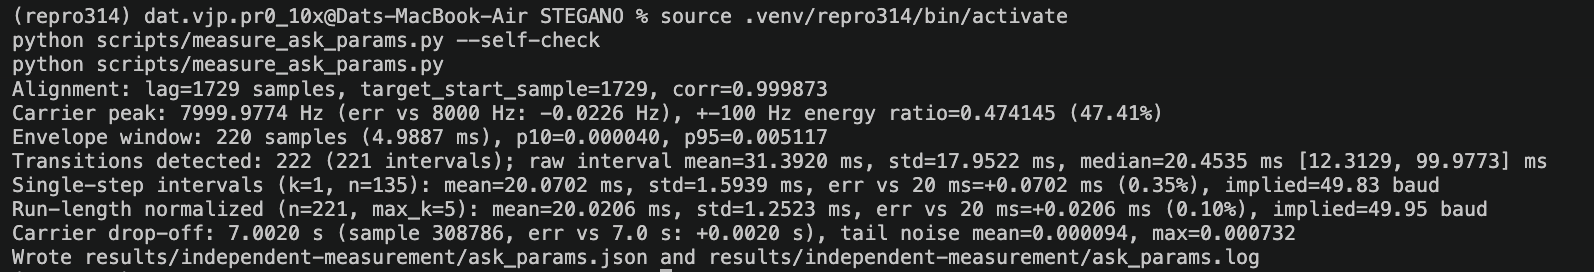 (repro314) dat.vjp.pr0_10x@Dats-MacBook-Air STEGANO % source .venv/repro314/bin/activate
python scripts/measure_ask_params.py --self-check
python scripts/measure_ask_params.py
Alignment: lag=1729 samples, target_start_sample=1729, corr=0.999873
Carrier peak: 7999.9774 Hz (err vs 8000 Hz: -0.0226 Hz), +-100 Hz energy ratio=0.474145 (47.41%)
Envelope window: 220 samples (4.9887 ms), p10=0.000040, p95=0.005117
Transitions detected: 222 (221 intervals); raw interval mean=31.3920 ms, std=17.9522 ms, median=20.4535 ms [12.3129, 99.9773] ms
Single-step intervals (k=1, n=135): mean=20.0702 ms, std=1.5939 ms, err vs 20 ms=+0.0702 ms (0.35%), implied=49.83 baud
Run-length normalized (n=221, max_k=5): mean=20.0206 ms, std=1.2523 ms, err vs 20 ms=+0.0206 ms (0.10%), implied=49.95 baud
Carrier drop-off: 7.0020 s (sample 308786, err vs 7.0 s: +0.0020 s), tail noise mean=0.000094, max=0.000732
Wrote results/independent-measurement/ask_params.json and results/independent-measurement/ask_params.log